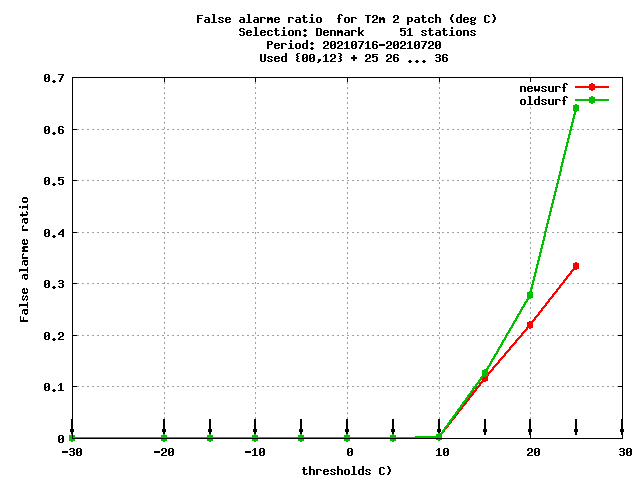 False alarme ratio  for T2m 2 patch (deg C)
Selection: Denmark     51 stations
Period: 20210716-20210720
Used {00,12} + 25 26 ... 36
newsurf
oldsurf
0.7
0.6
0.5
0.4
0.3
0.2
0.1
0
False alarme ratio
-30 -20 -10 0 10 20 30
thresholds C)